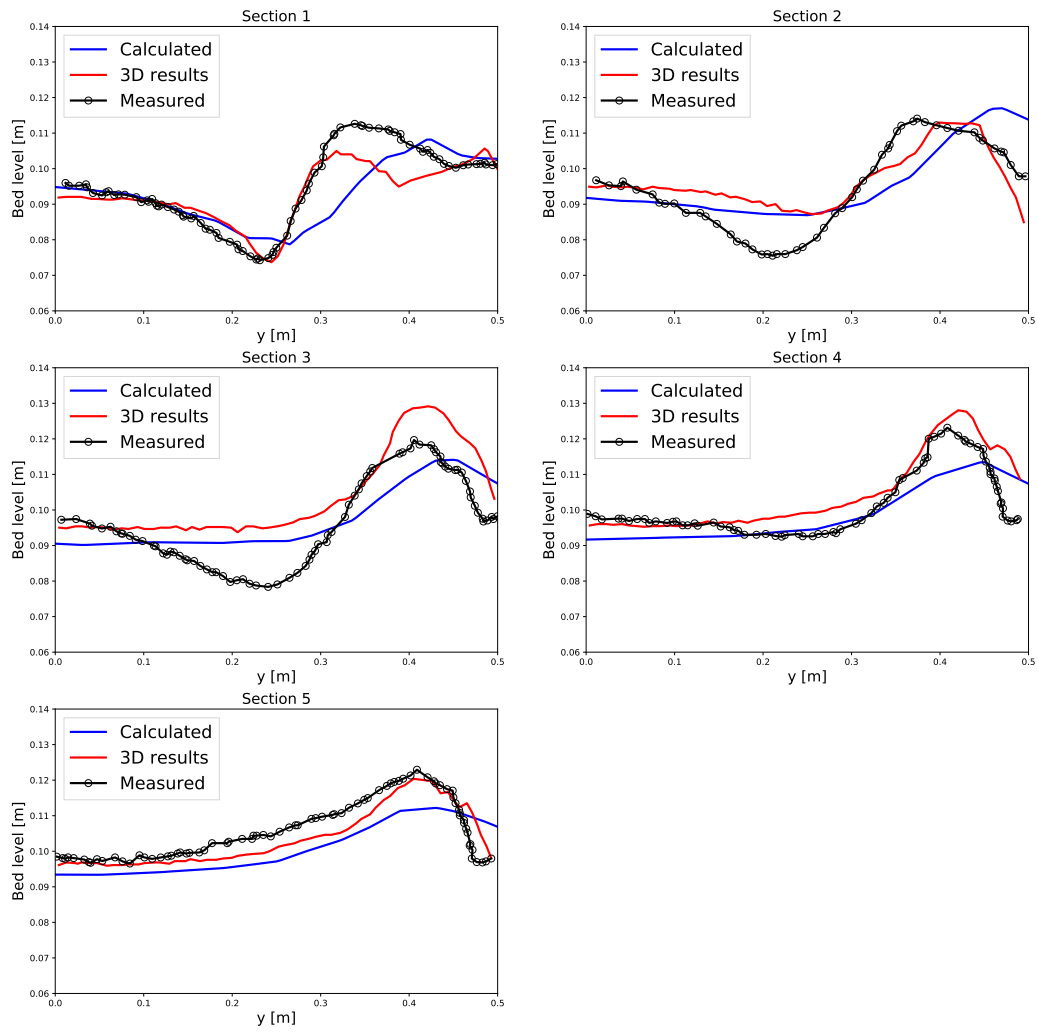 Section 1
0.14
0.13
0.12
0.11
0.10
0.09
0.08
0.07
0.06
Bed level [m]
Calculated
3D results
Measured
0.0 0.1 0.2 0.3 0.4 0.5
y [m]
Section 2
0.14
0.13
0.12
0.11
0.10
0.09
0.08
0.07
0.06
Bed level [m]
Calculated
3D results
Measured
0.0 0.1 0.2 0.3 0.4 0.5
y [m]
Section 3
0.14
0.13
0.12
0.11
0.10
0.09
0.08
0.07
0.06
Bed level [m]
Calculated
3D results
Measured
0.0 0.1 0.2 0.3 0.4 0.5
y [m]
Section 4
0.14
0.13
0.12
0.11
0.10
0.09
0.08
0.07
0.06
Bed level [m]
Calculated
3D results
Measured
0.0 0.1 0.2 0.3 0.4 0.5
y [m]
Section 5
0.14
0.13
0.12
0.11
0.10
0.09
0.08
0.07
0.06
Bed level [m]
Calculated
3D results
Measured
0.0 0.1 0.2 0.3 0.4 0.5
y [m]